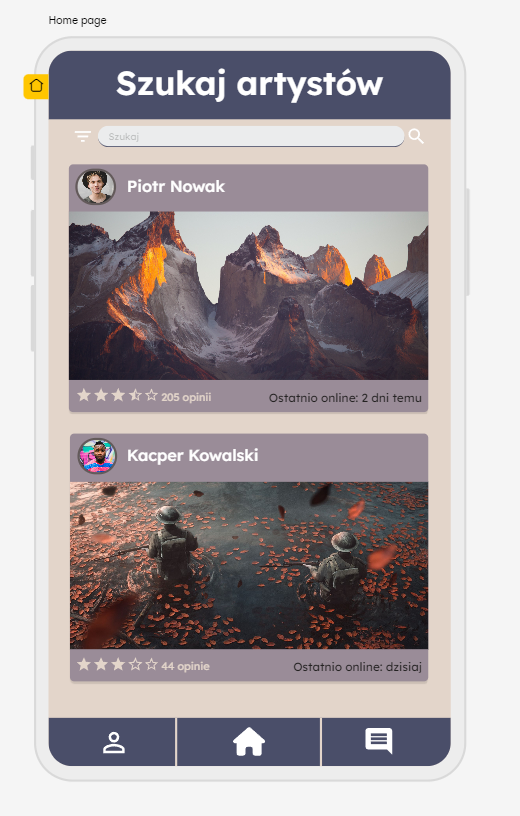 Home page
Szukaj artystów
Szukaj
Piotr Nowak
205 opinii
Ostatnio online: 2 dni temu
Kacper Kowalski
44 opinie
Ostatnio online: dzisiaj